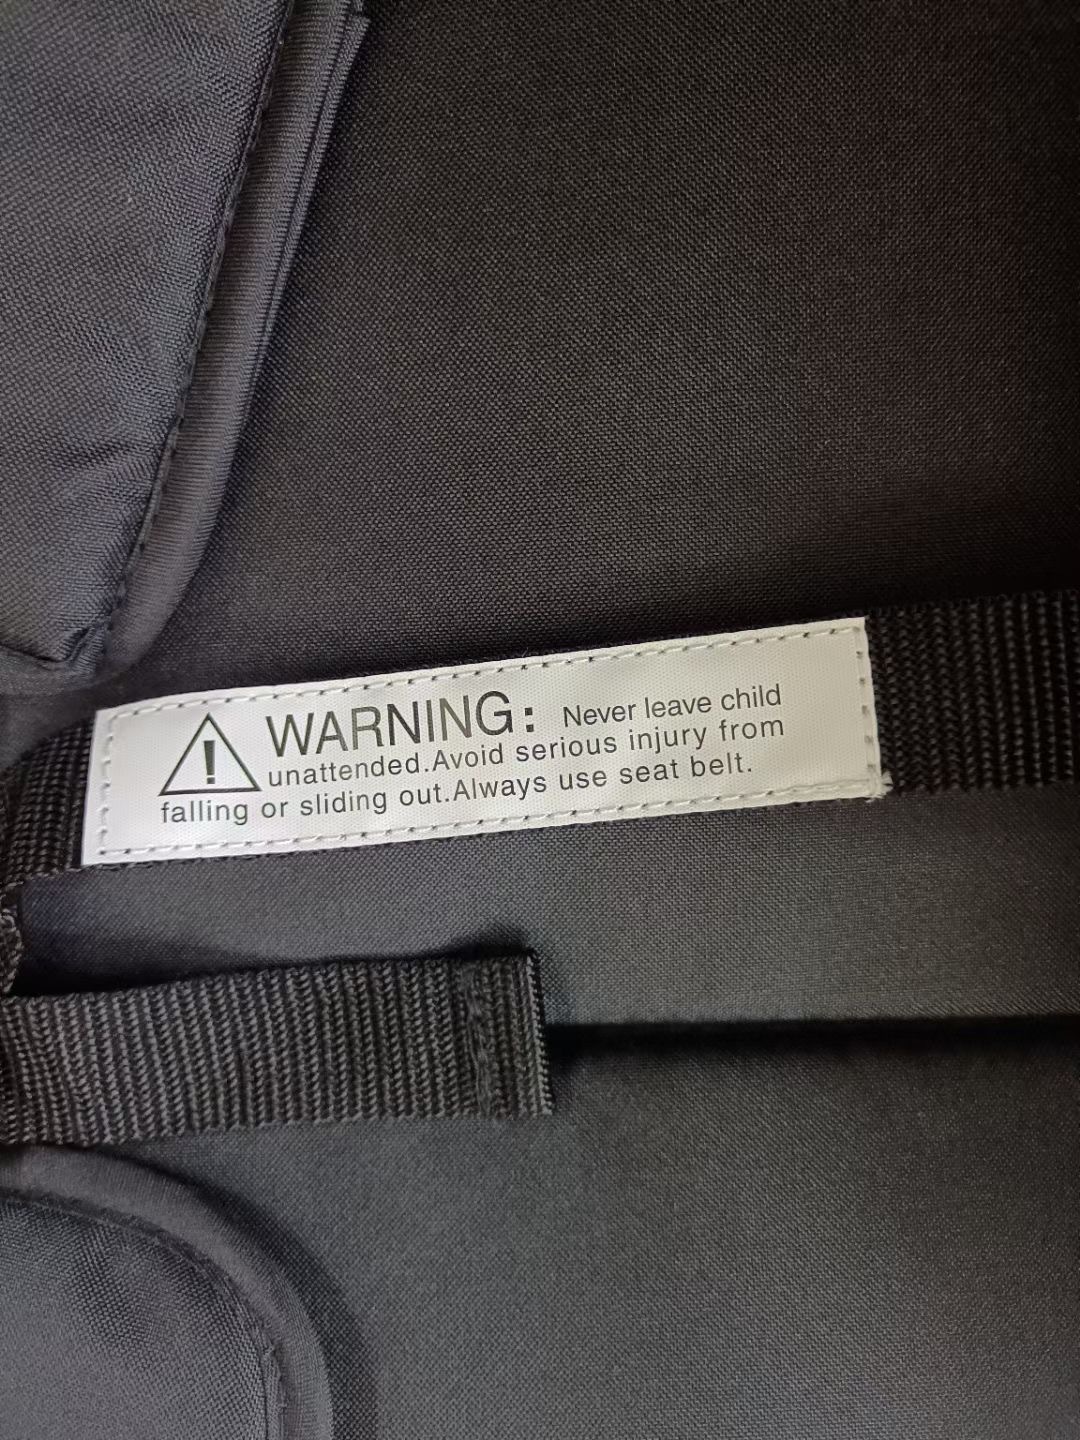 WARNING: Never leave child
unattended.Avoid serious injury from
falling or sliding out.Always use seat belt.